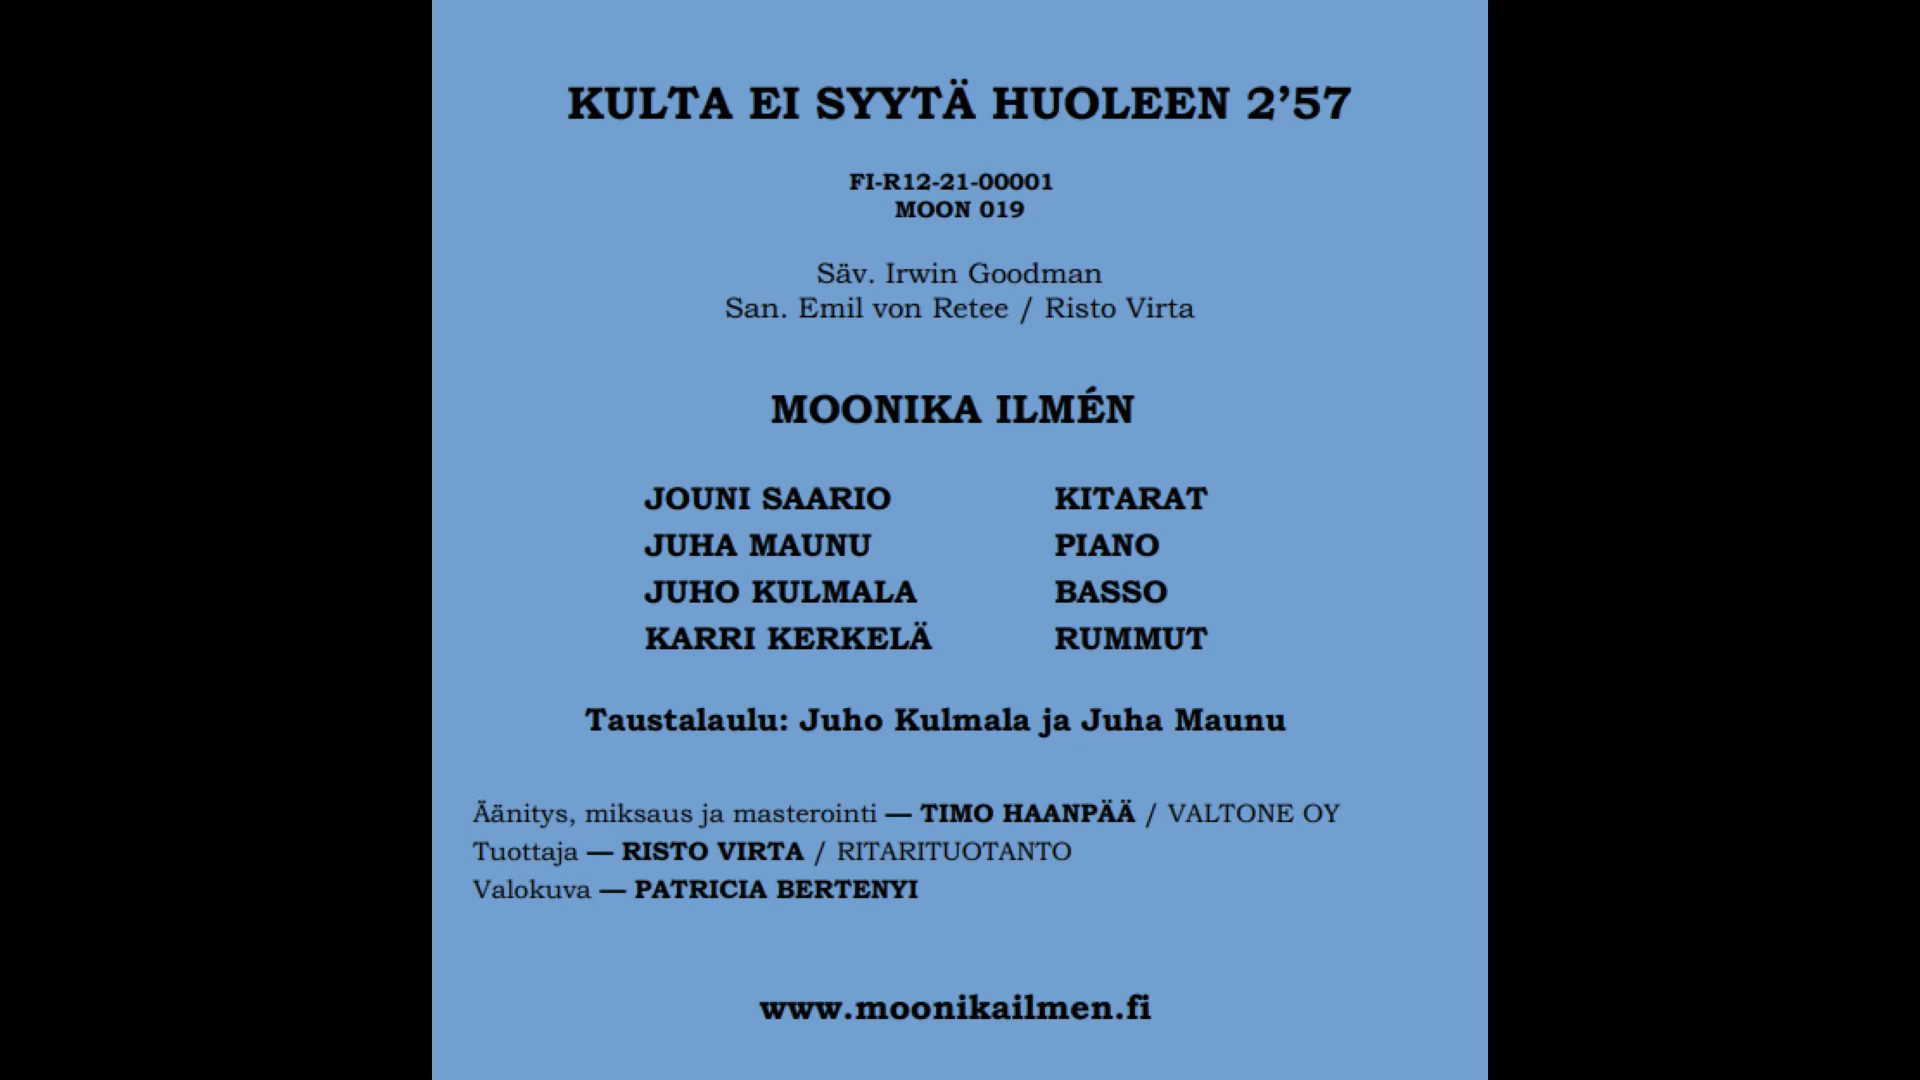 KULTA EI SYYTÄ HUOLEEN 2’57
FI-R12-21-00001
MOON 019
Säv. Irwin Goodman
San. Emil von Retee / Risto Virta
MOONIKA ILMÉN
JOUNI SAARIO KITARAT
JUHA MAUNU PIANO
JUHO KULMALA BASSO
KARRI KERKELÄ RUMMUT
Taustalaulu: Juho Kulmala ja Juha Maunu
Äänitys, miksaus ja masterointi — TIMO HAANPÄÄ / VALTONE OY
Tuottaja — RISTO VIRTA / RITARITUOTANTO
Valokuva — PATRICIA BERTENYI
www.moonikailmen.fi